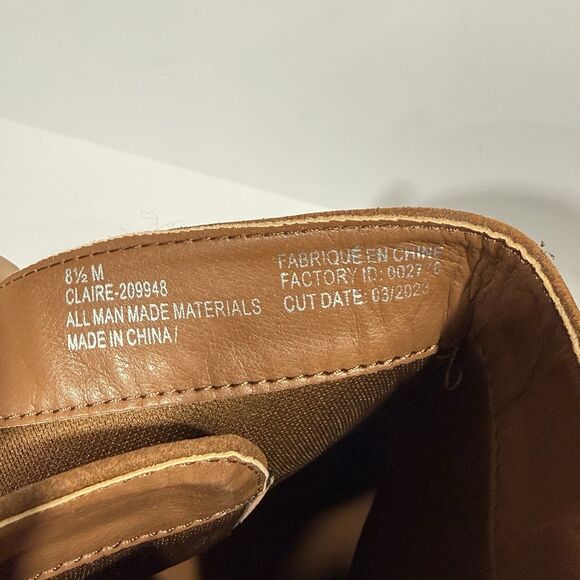 8½ M
CLAIRE-209948
ALL MAN MADE MATERIALS
MADE IN CHINA /
FABRIQUÉ EN CHINE
FACTORY ID:
CUT DATE: 03/2023